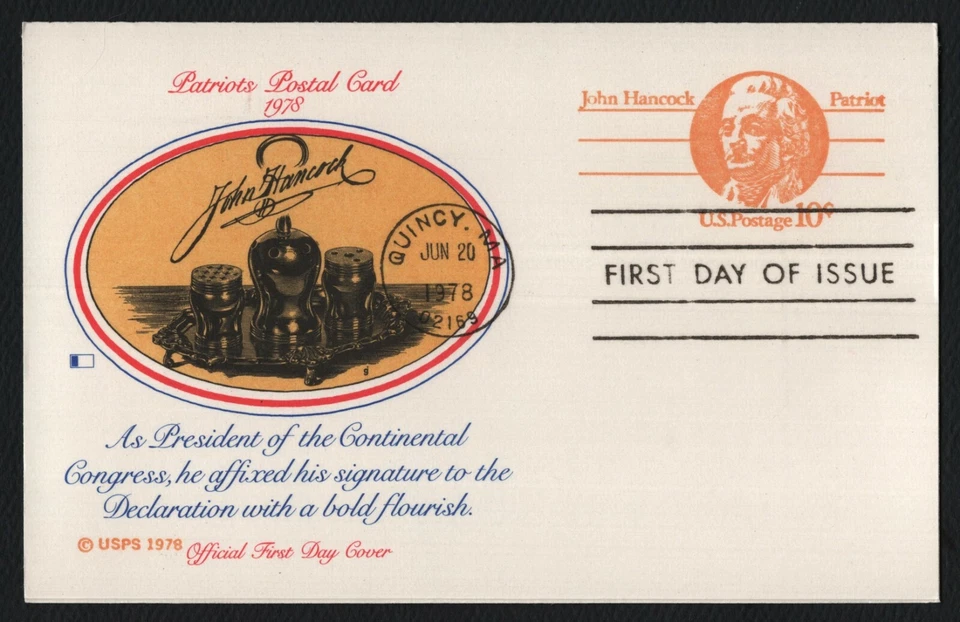 Patriots Postal Card
1978
John Hancock
QUINCY, MA
JUN 20
1978
02169
As President of the Continental
Congress, he affixed his signature to the
Declaration with a bold flourish.
© USPS 1978
Official First Day Cover
John Hancock Patriot
U.S. Postage 10¢
FIRST DAY OF ISSUE